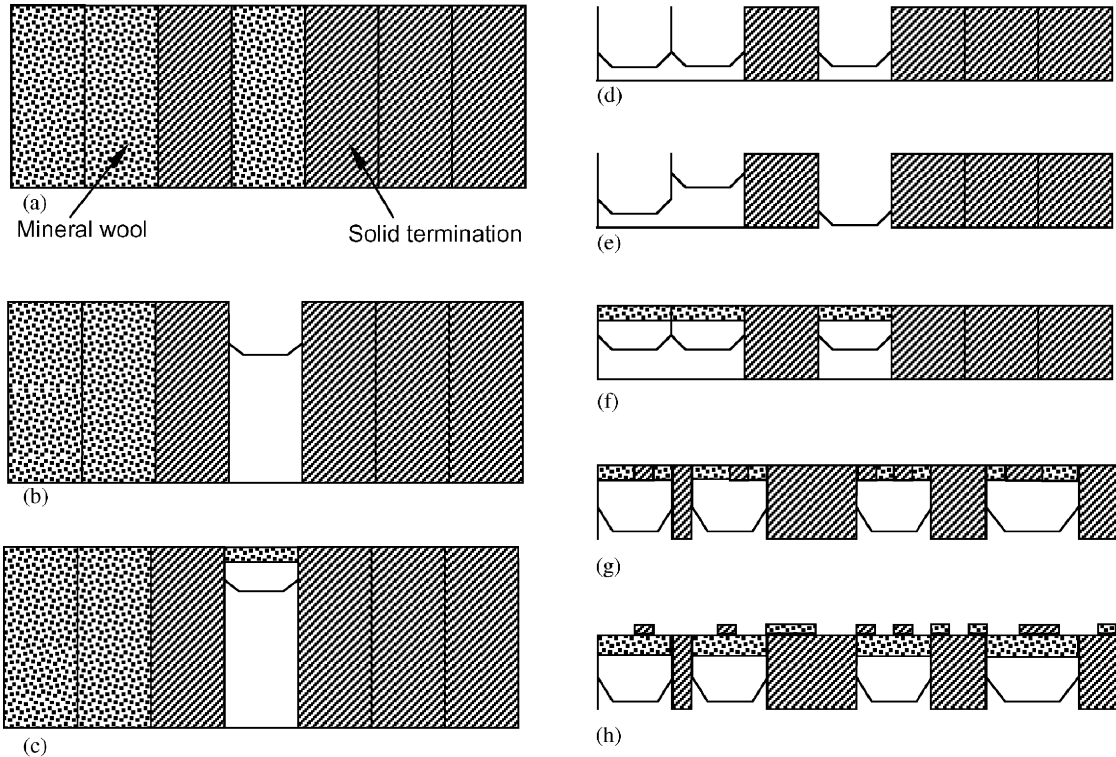 (a)
Mineral wool
Solid termination
(b)
(c)
(d)
(e)
(f)
(g)
(h)